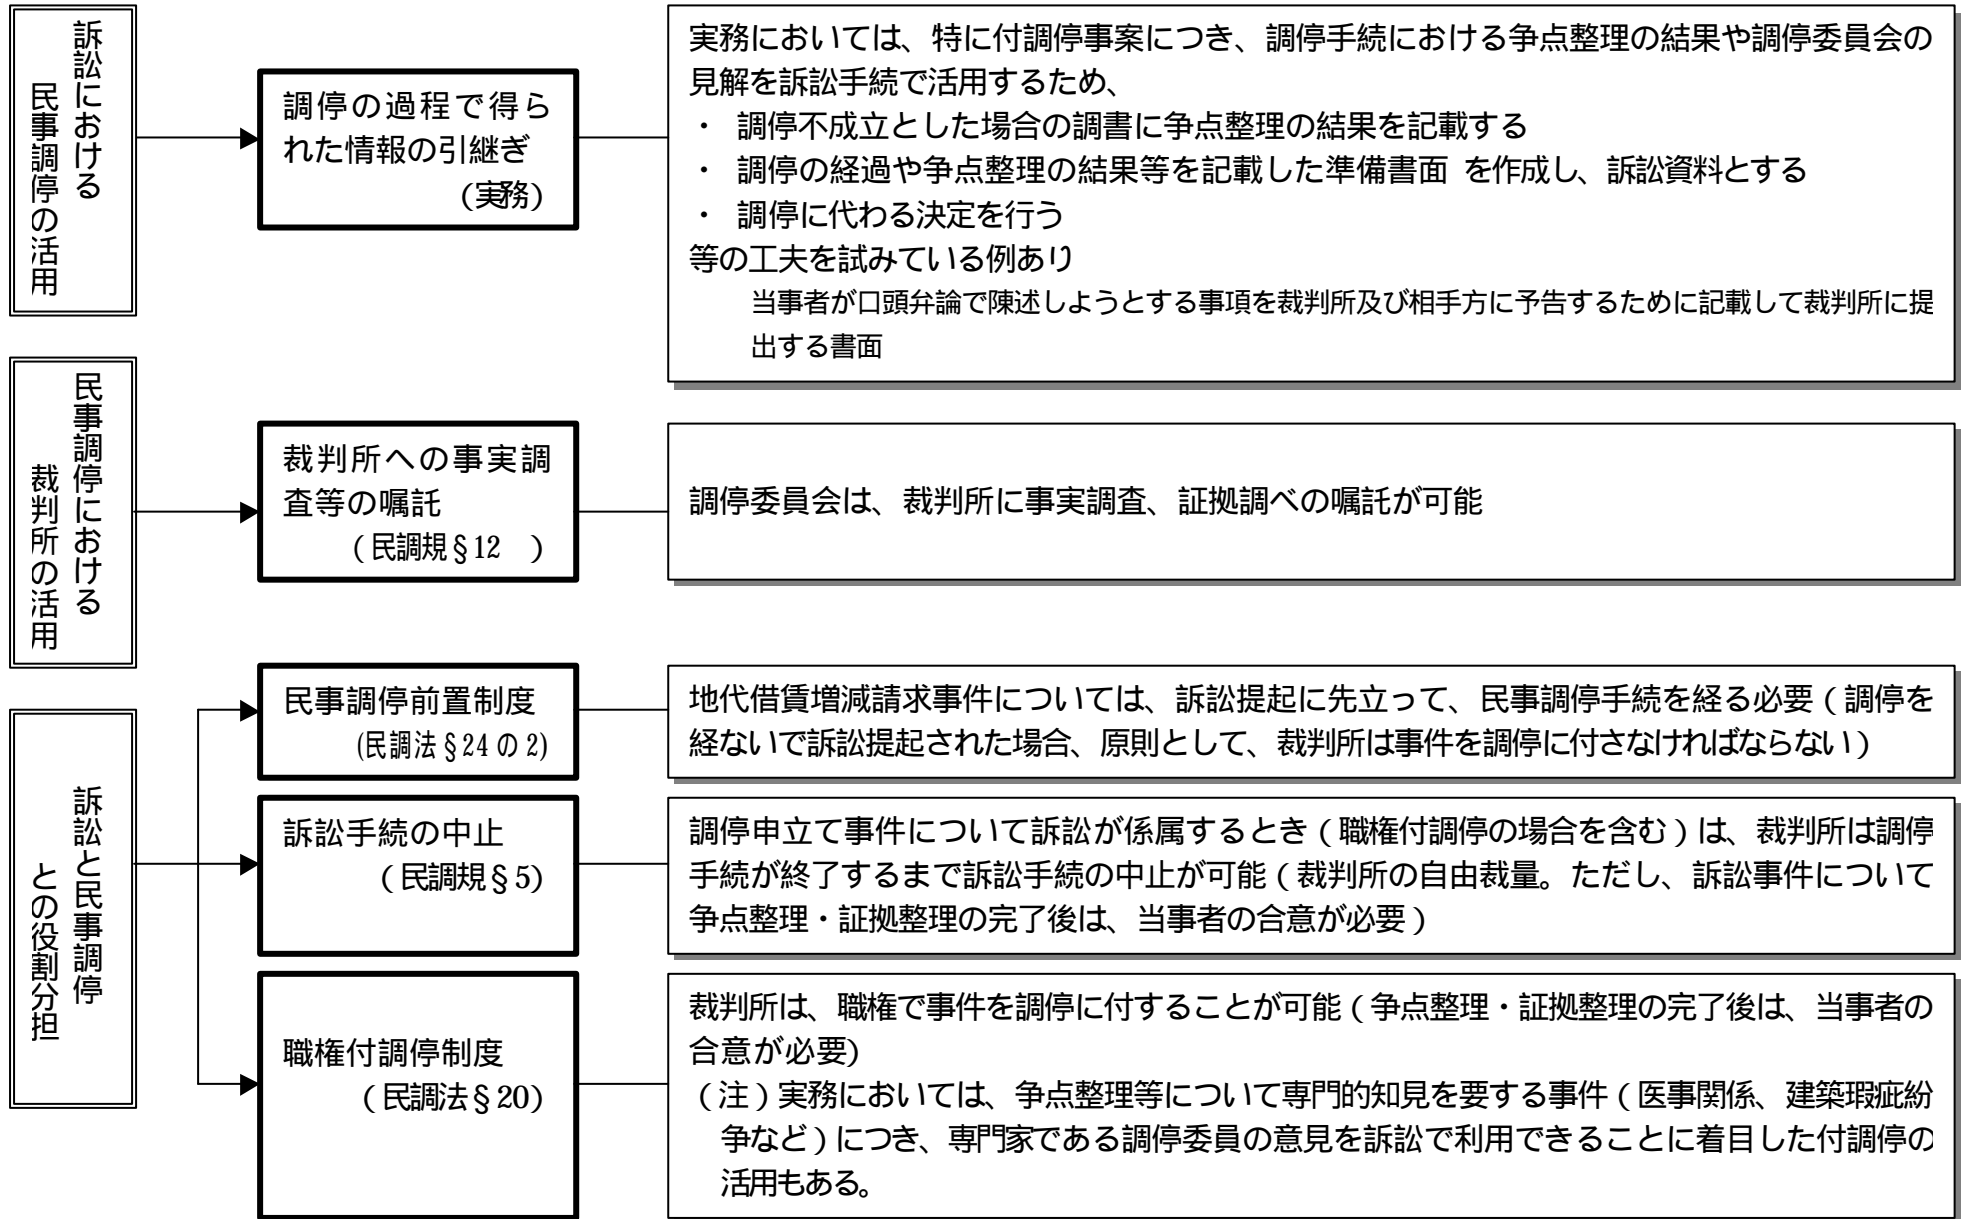 訴訟における
民事調停の活用
調停の過程で得ら
れた情報の引継ぎ
(実務)
実務においては、特に付調停事案につき、調停手続における争点整理の結果や調停委員会の
見解を訴訟手続で活用するため、
・ 調停不成立とした場合の調書に争点整理の結果を記載する
・ 調停の経過や争点整理の結果等を記載した準備書面 を作成し、訴訟資料とする
・ 調停に代わる決定を行う
等の工夫を試みている例あり
当事者が口頭弁論で陳述しようとする事項を裁判所及び相手方に予告するために記載して裁判所に提
出する書面
民事調停における
裁判所の活用
裁判所への事実調
査等の嘱託
(民調規§12 )
調停委員会は、裁判所に事実調査、証拠調べの嘱託が可能
訴訟と民事調停
との役割分担
民事調停前置制度
(民調法§24の2)
地代借賃増減請求事件については、訴訟提起に先立って、民事調停手続を経る必要(調停を
経ないで訴訟提起された場合、原則として、裁判所は事件を調停に付さなければならない)
訴訟手続の中止
(民調規§5)
調停申立て事件について訴訟が係属するとき(職権付調停の場合を含む)は、裁判所は調停
手続が終了するまで訴訟手続の中止が可能(裁判所の自由裁量。ただし、訴訟事件について
争点整理・証拠整理の完了後は、当事者の合意が必要)
職権付調停制度
(民調法§20)
裁判所は、職権で事件を調停に付することが可能(争点整理・証拠整理の完了後は、当事者の
合意が必要)
(注)実務においては、争点整理等について専門的知見を要する事件(医事関係、建築瑕疵紛
争など)につき、専門家である調停委員の意見を訴訟で利用できることに着目した付調停の
活用もある。